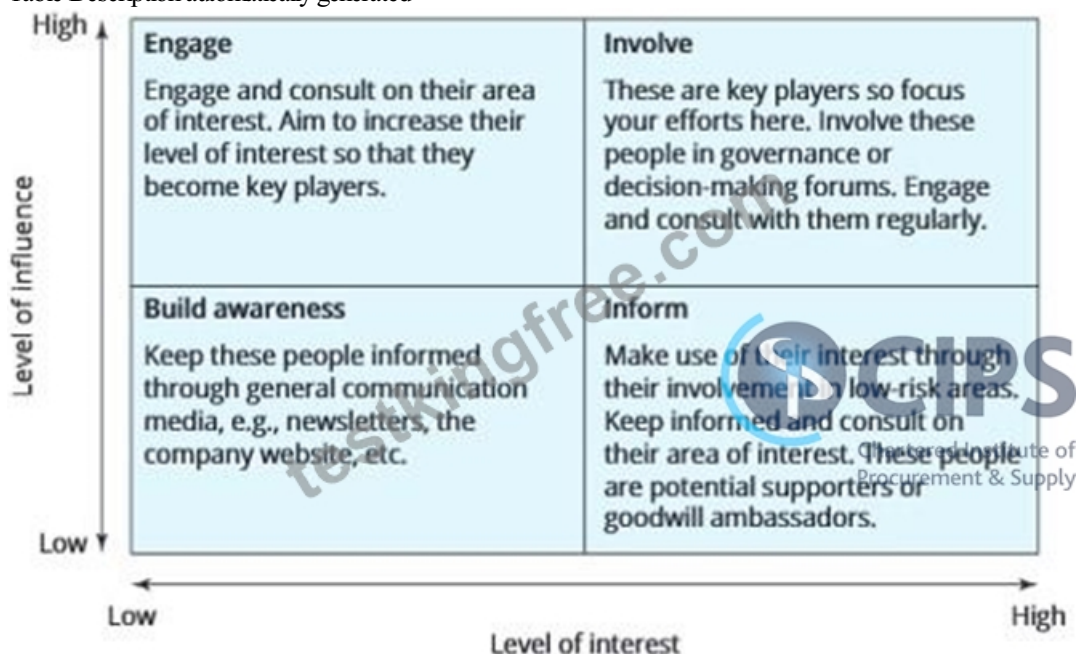 Table Description automatically generated
High
Engage
Engage and consult on their area
of interest. Aim to increase their
level of interest so that they
become key players.
Involve
These are key players so focus
your efforts here. Involve these
people in governance or
decision-making forums. Engage
and consult with them regularly.
Level of influence
Build awareness
Keep these people informed
through general communication
media, e.g., newsletters, the
company website, etc.
Inform
Make use of their interest through
their involvement in low-risk areas.
Keep informed and consult on
their area of interest. These people
are potential supporters or
goodwill ambassadors.
Low
Low
High
Level of interest
testkingfree.com
CIPS
Chartered Institute of
Procurement & Supply